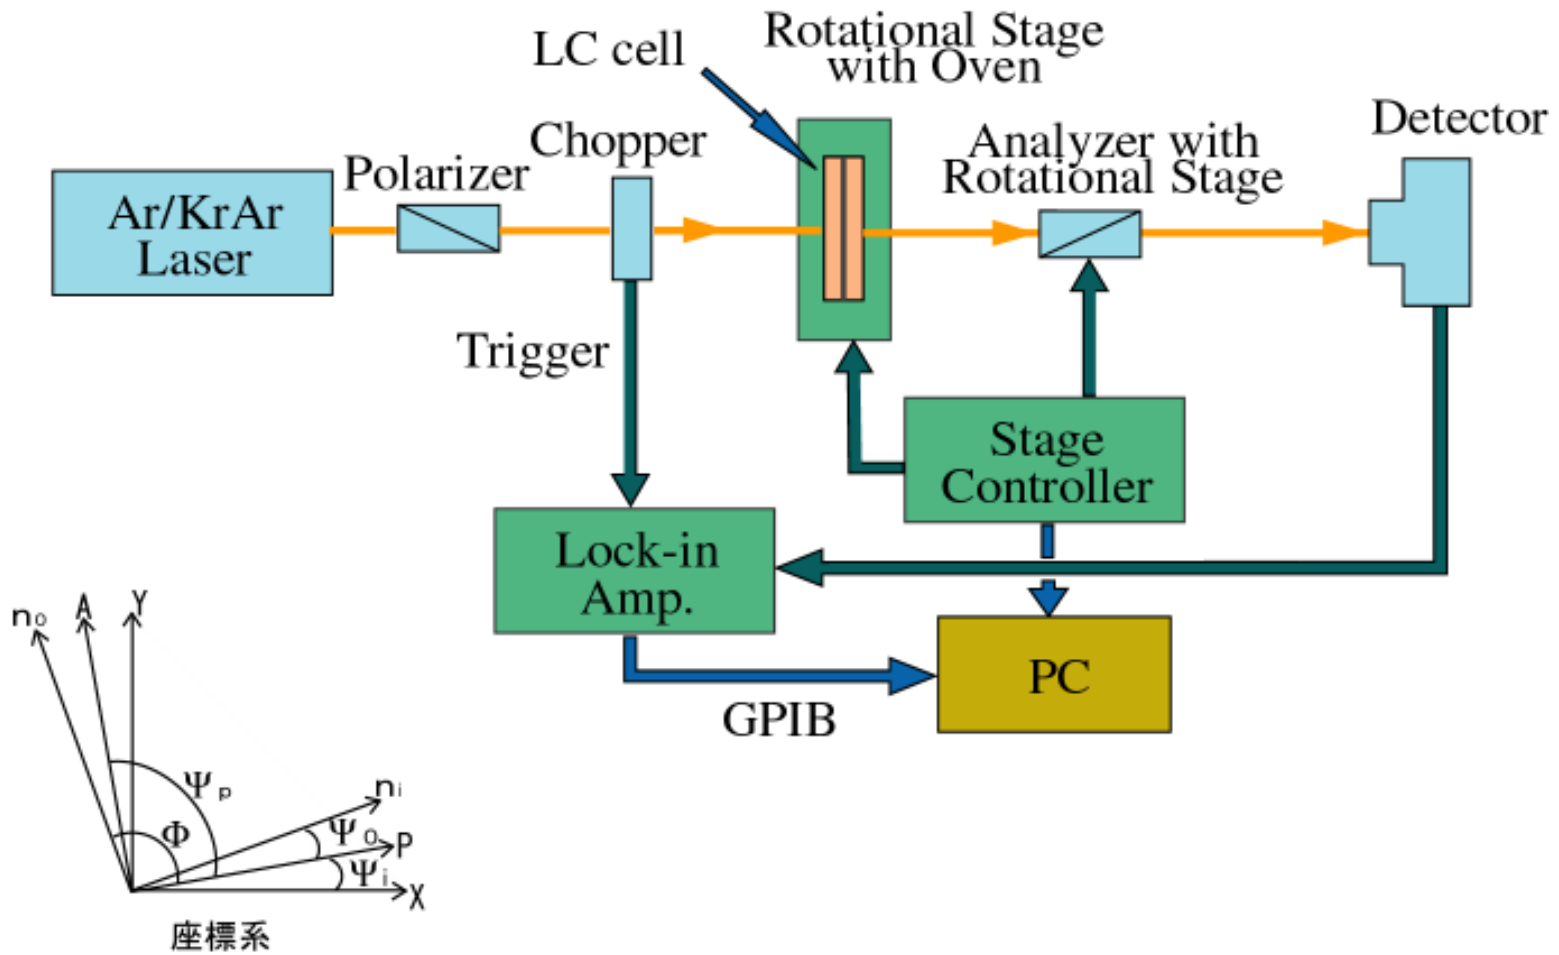 LC cell
Rotational Stage
with Oven
Detector
Chopper
Analyzer with
Rotational Stage
Polarizer
Ar/KrAr
Laser
Trigger
Stage
Controller
Lock-in
Amp.
PC
GPIB
n₀
A
Y
Ψp
ni
Φ
Ψ₀
P
Ψi
X
座標系